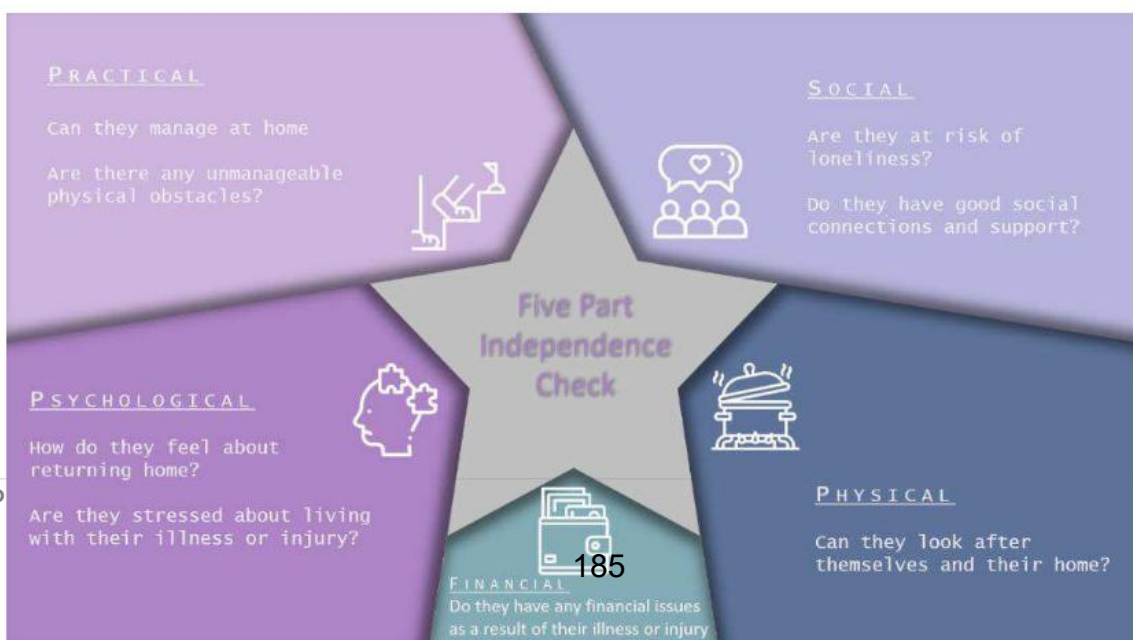 PRACTICAL
Can they manage at home
Are there any unmanageable
physical obstacles?
SOCIAL
Are they at risk of
loneliness?
Do they have good social
connections and support?
Five Part
Independence
Check
PSYCHOLOGICAL
How do they feel about
returning home?
Are they stressed about living
with their illness or injury?
PHYSICAL
Can they look after
themselves and their home?
185
FINANCIAL
Do they have any financial issues
as a result of their illness or injury